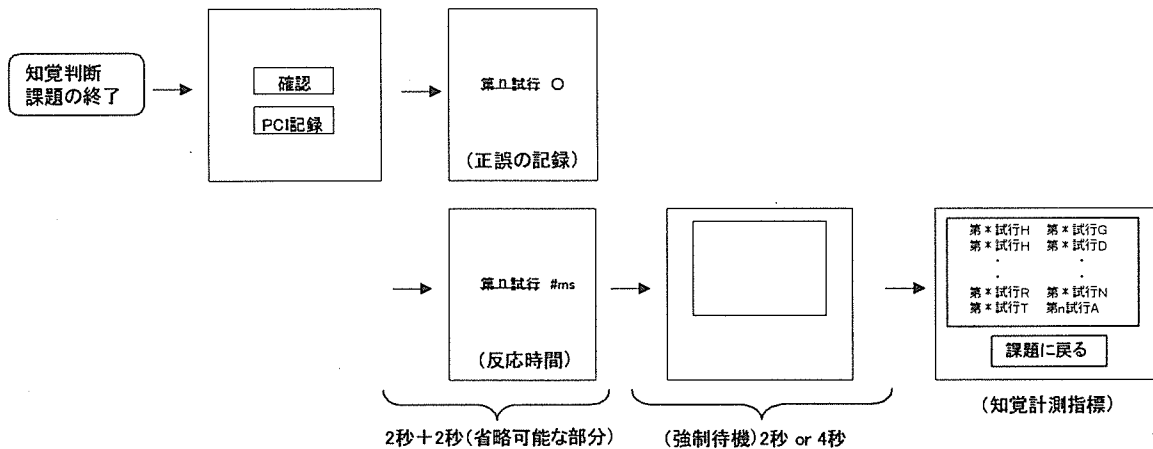 知覚判断
課題の終了
確認
PCI記録
第n試行 〇
(正誤の記録)
第n試行 #ms
(反応時間)
第*試行H 第*試行G
第*試行H 第*試行D
・ ・
・ ・
第*試行R 第*試行N
第*試行T 第n試行A
課題に戻る
(知覚計測指標)
2秒+2秒(省略可能な部分)
(強制待機)2秒 or 4秒